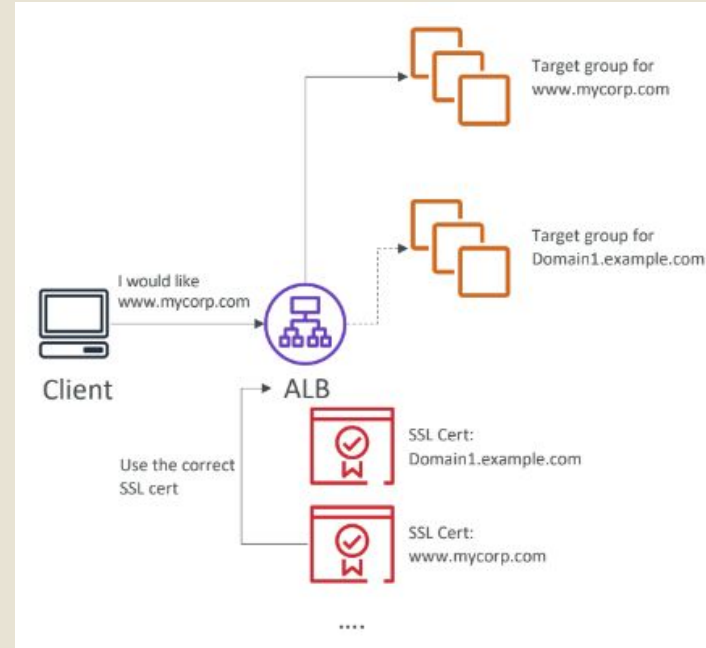 Target group for
www.mycorp.com
Target group for
Domain1.example.com
I would like
www.mycorp.com
Client
ALB
Use the correct
SSL cert
SSL Cert:
Domain1.example.com
SSL Cert:
www.mycorp.com
....